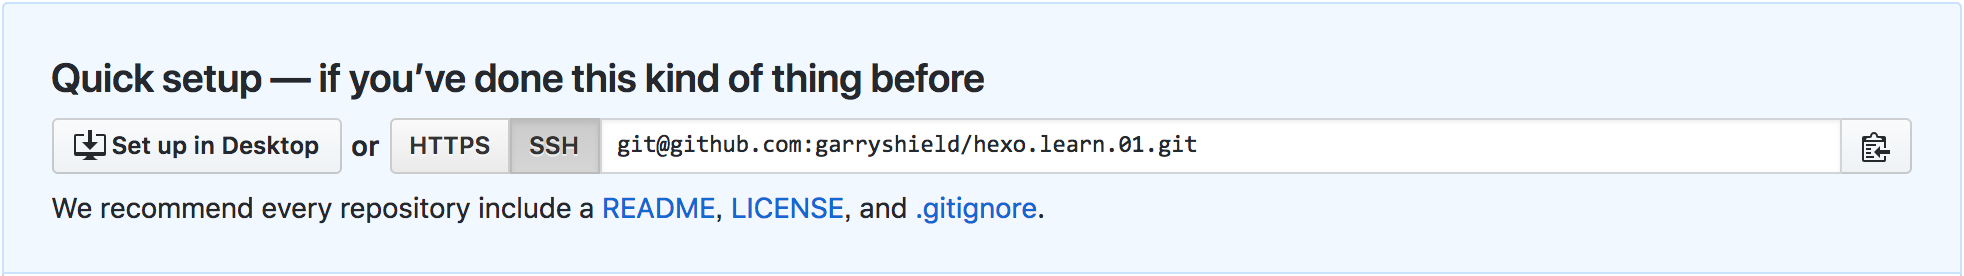 Quick setup — if you’ve done this kind of thing before
Set up in Desktop or HTTPS SSH git@github.com:garryshield/hexo.learn.01.git
We recommend every repository include a README, LICENSE, and .gitignore.